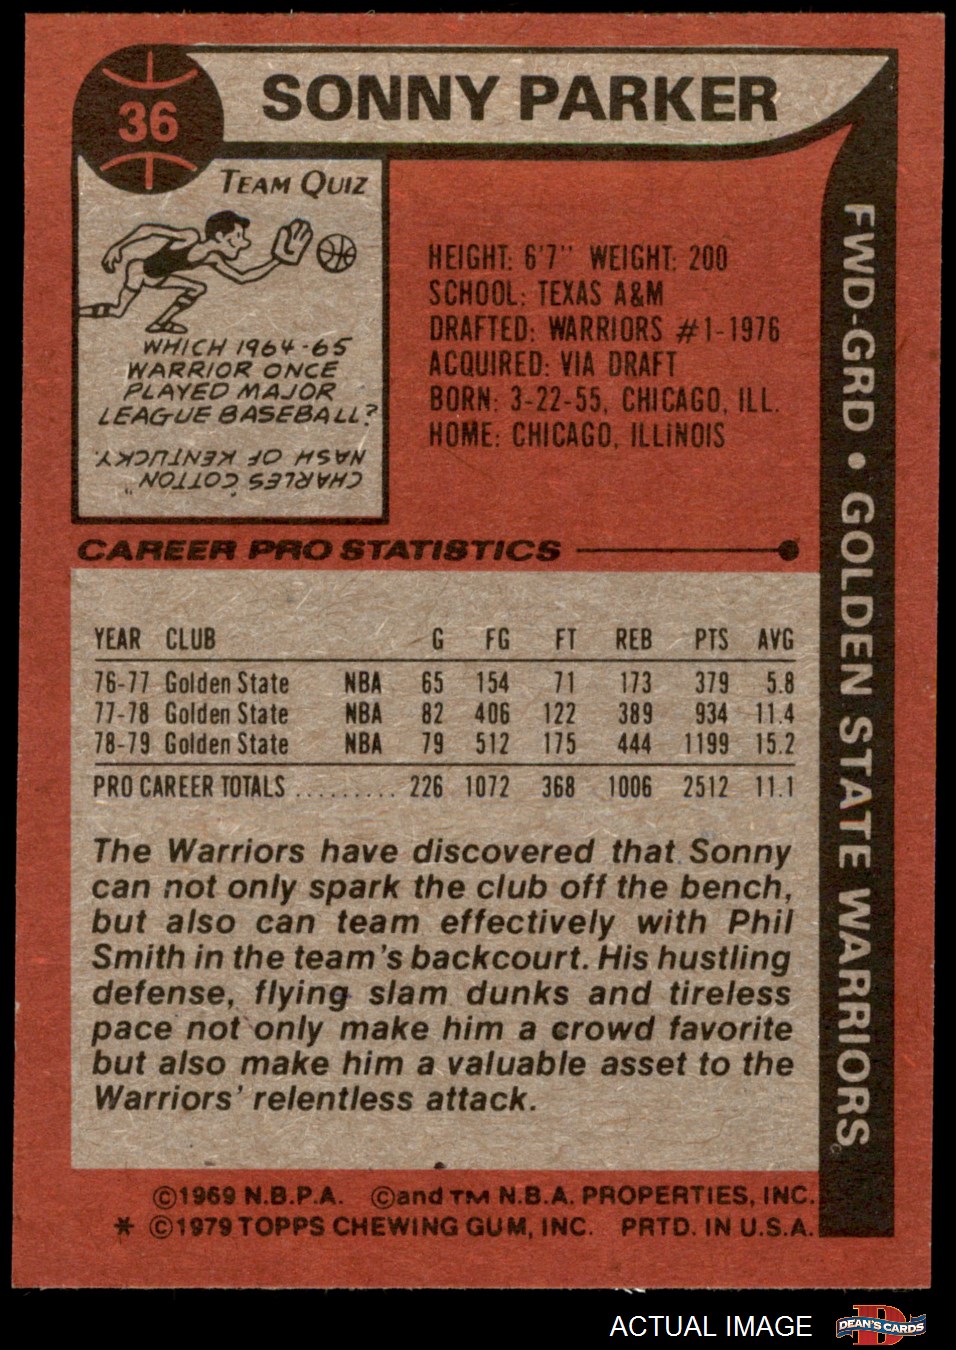 36
SONNY PARKER
TEAM QUIZ
WHICH 1964-65
WARRIOR ONCE
PLAYED MAJOR
LEAGUE BASEBALL?
CHARLES "COTTON"
NASH OF KENTUCKY.
HEIGHT: 6'7" WEIGHT: 200
SCHOOL: TEXAS A&M
DRAFTED: WARRIORS #1-1976
ACQUIRED: VIA DRAFT
BORN: 3-22-55, CHICAGO, ILL.
HOME: CHICAGO, ILLINOIS
FWD-GRD • GOLDEN STATE WARRIORS
CAREER PRO STATISTICS
YEAR CLUB G FG FT REB PTS AVG
76-77 Golden State NBA 65 154 71 173 379 5.8
77-78 Golden State NBA 82 406 122 389 934 11.4
78-79 Golden State NBA 79 512 175 444 1199 15.2
PRO CAREER TOTALS ......... 226 1072 368 1006 2512 11.1
The Warriors have discovered that Sonny
can not only spark the club off the bench,
but also can team effectively with Phil
Smith in the team's backcourt. His hustling
defense, flying slam dunks and tireless
pace not only make him a crowd favorite
but also make him a valuable asset to the
Warriors' relentless attack.
©1969 N.B.P.A. ©and TM N.B.A. PROPERTIES, INC.
* ©1979 TOPPS CHEWING GUM, INC. PRTD. IN U.S.A.
ACTUAL IMAGE
D
DEAN'S CARDS